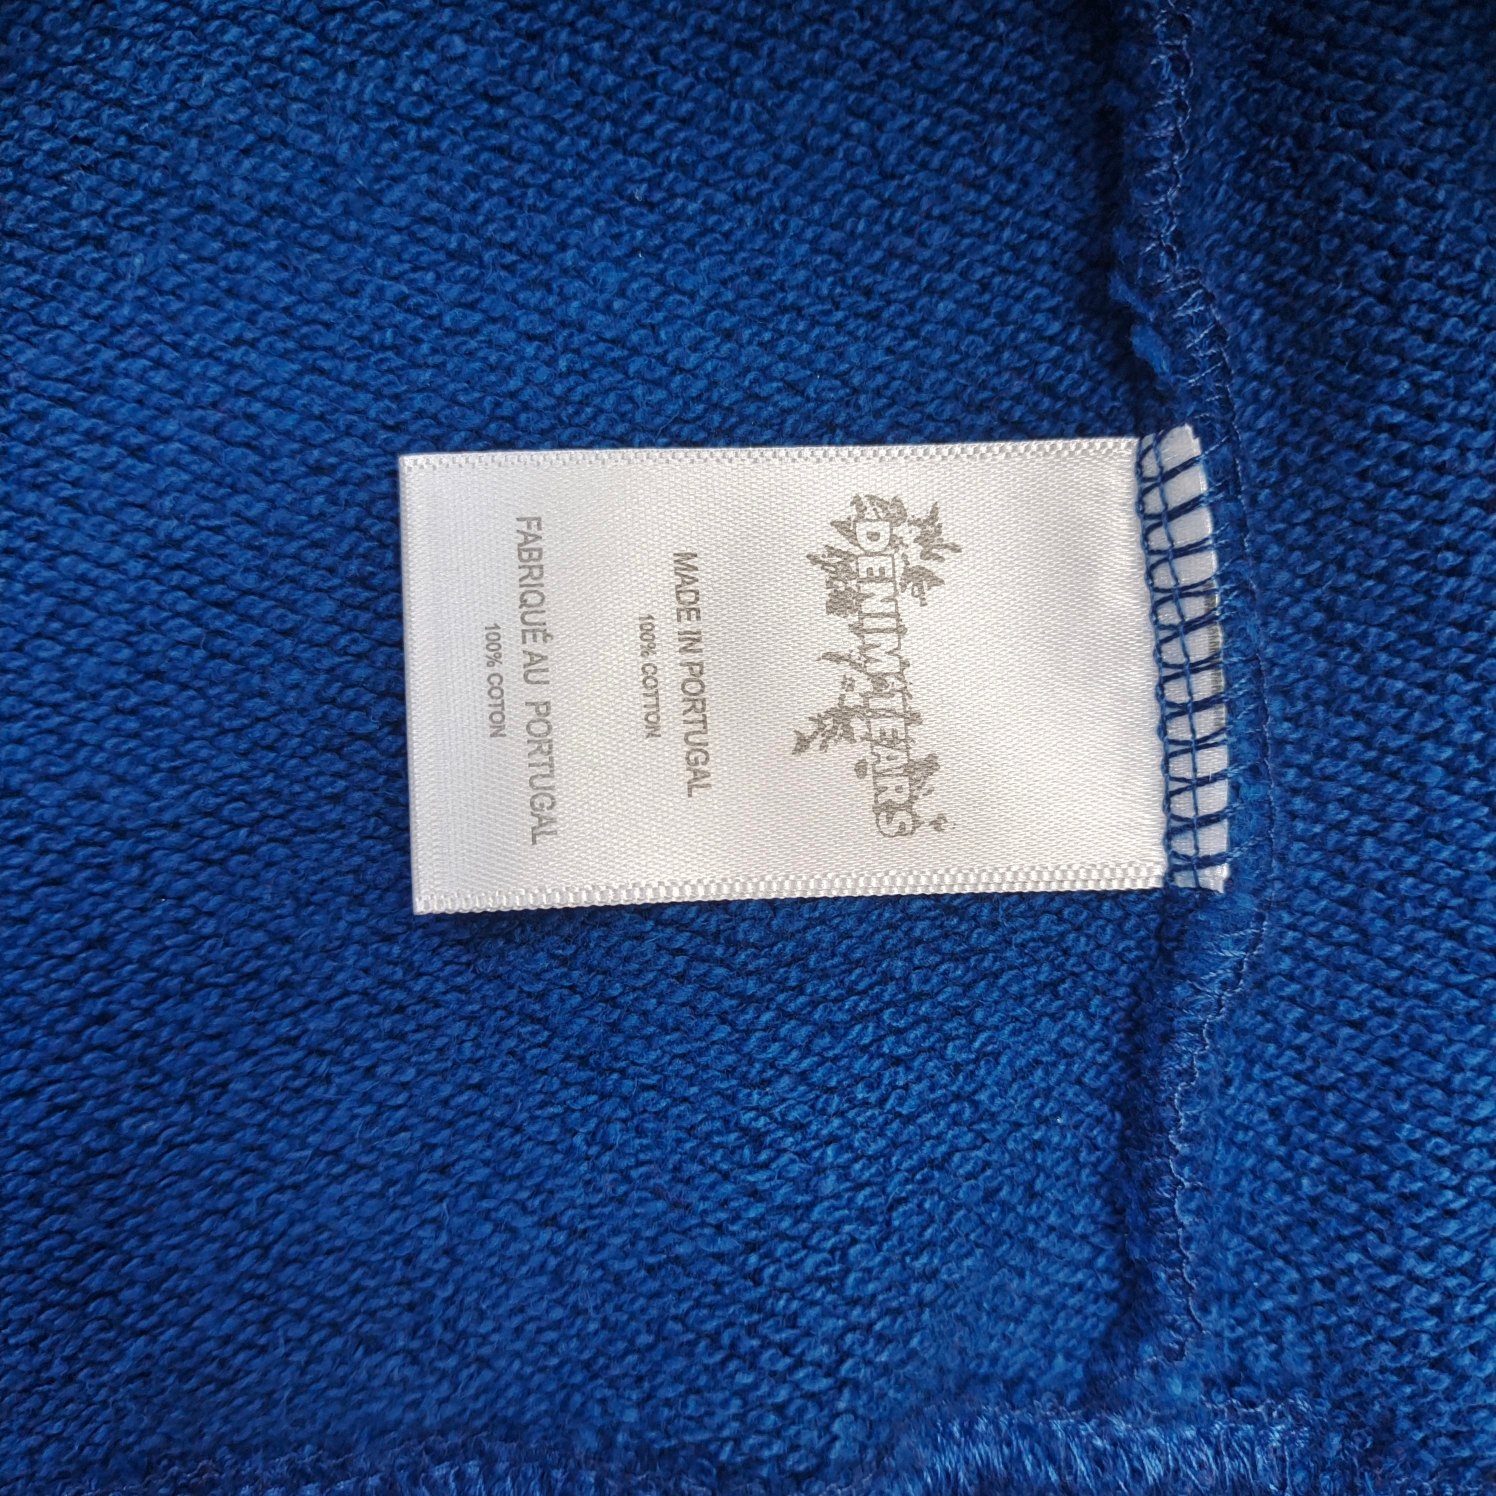 DENIM TEARS
MADE IN PORTUGAL
100% COTTON
FABRIQUÉ AU PORTUGAL
100% COTON